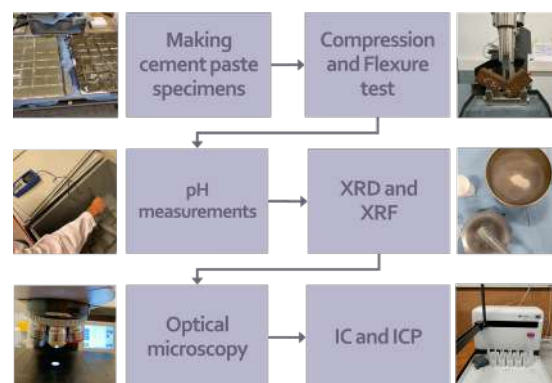 Making
cement paste
specimens
Compression
and Flexure
test
pH
measurements
XRD and
XRF
Optical
microscopy
IC and ICP